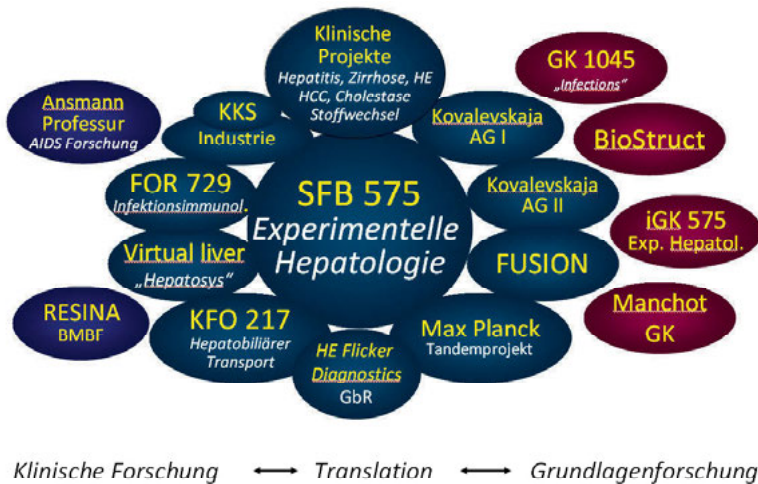 Klinische
Projekte
Hepatitis, Zirrhose, HE
HCC, Cholestase
Stoffwechsel
GK 1045
„Infections“
Ansmann
Professur
AIDS Forschung
KKS
Industrie
Kovalevskaja
AG I
BioStruct
FOR 729
Infektionsimmunol.
SFB 575
Experimentelle
Hepatologie
Kovalevskaja
AG II
iGK 575
Exp. Hepatol.
Virtual liver
„Hepatosys“
FUSION
RESINA
BMBF
KFO 217
Hepatobiliärer
Transport
HE Flicker
Diagnostics
GbR
Max Planck
Tandemprojekt
Manchot
GK
Klinische Forschung ⟷ Translation ⟷ Grundlagenforschung